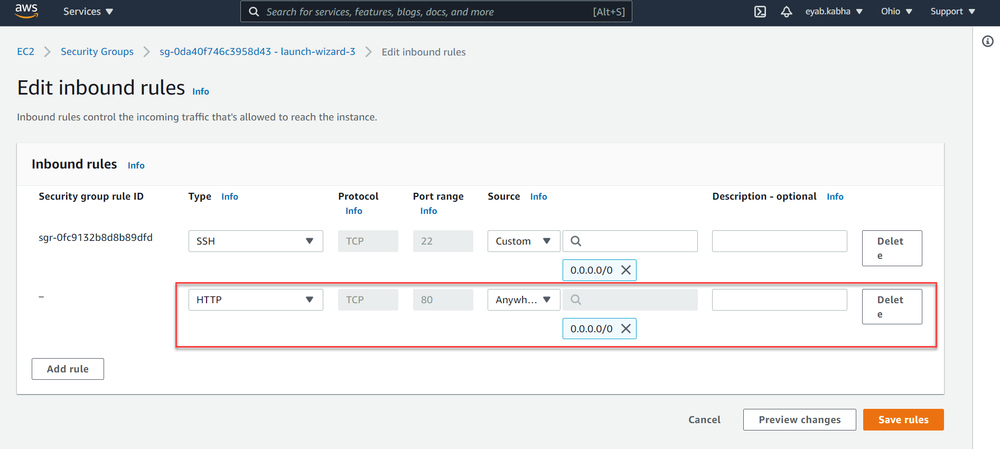 aws Services Search for services, features, blogs, docs, and more [Alt+S] eyab.kabha Ohio Support
EC2 Security Groups sg-0da40f746c3958d43 - launch-wizard-3 Edit inbound rules
Edit inbound rules Info
Inbound rules control the incoming traffic that's allowed to reach the instance.
Inbound rules Info
Security group rule ID Type Info Protocol Port range Source Info Description - optional Info
Info Info
sgr-0fc9132b8d8b89dfd SSH TCP 22 Custom Delet
e
0.0.0.0/0
– HTTP TCP 80 Anywh... Delet
e
0.0.0.0/0
Add rule
Cancel Preview changes Save rules